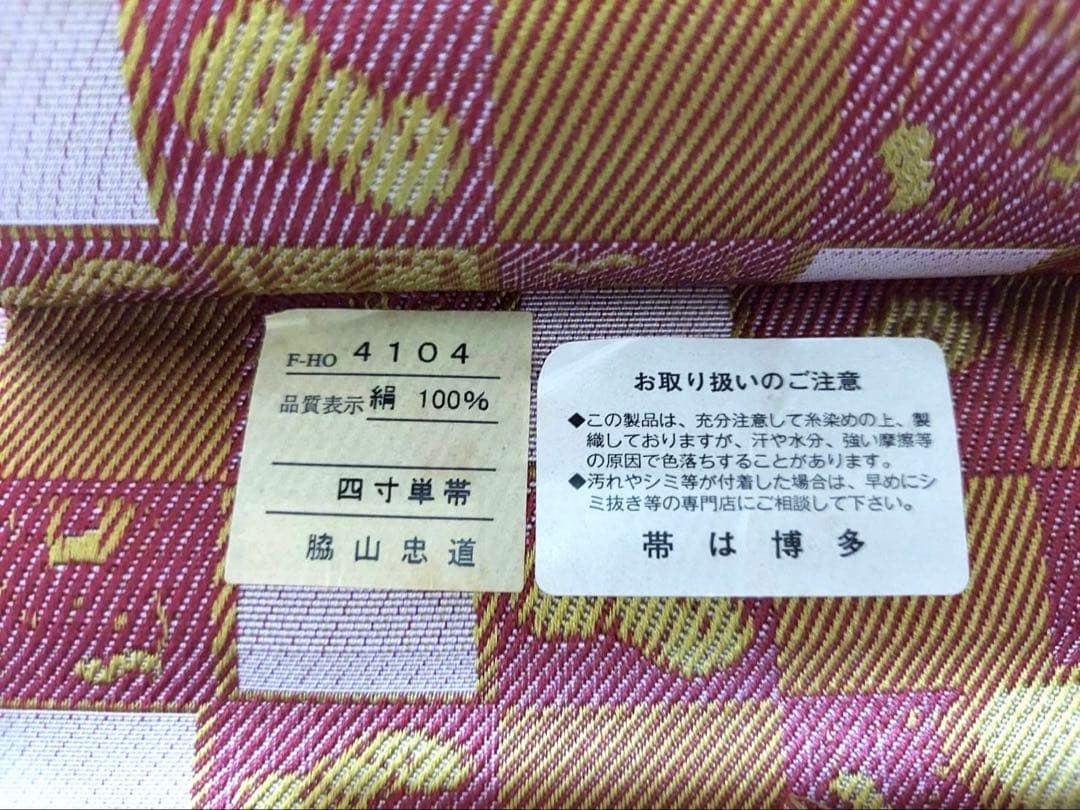 F-HO 4104
品質表示 絹 100%
四寸単帯
脇山忠道
お取り扱いのご注意
◆この製品は、充分注意して糸染めの上、製
織しておりますが、汗や水分、強い摩擦等
の原因で色落ちすることがあります。
◆汚れやシミ等が付着した場合は、早めにシ
ミ抜き等の専門店にご相談して下さい。
帯は博多